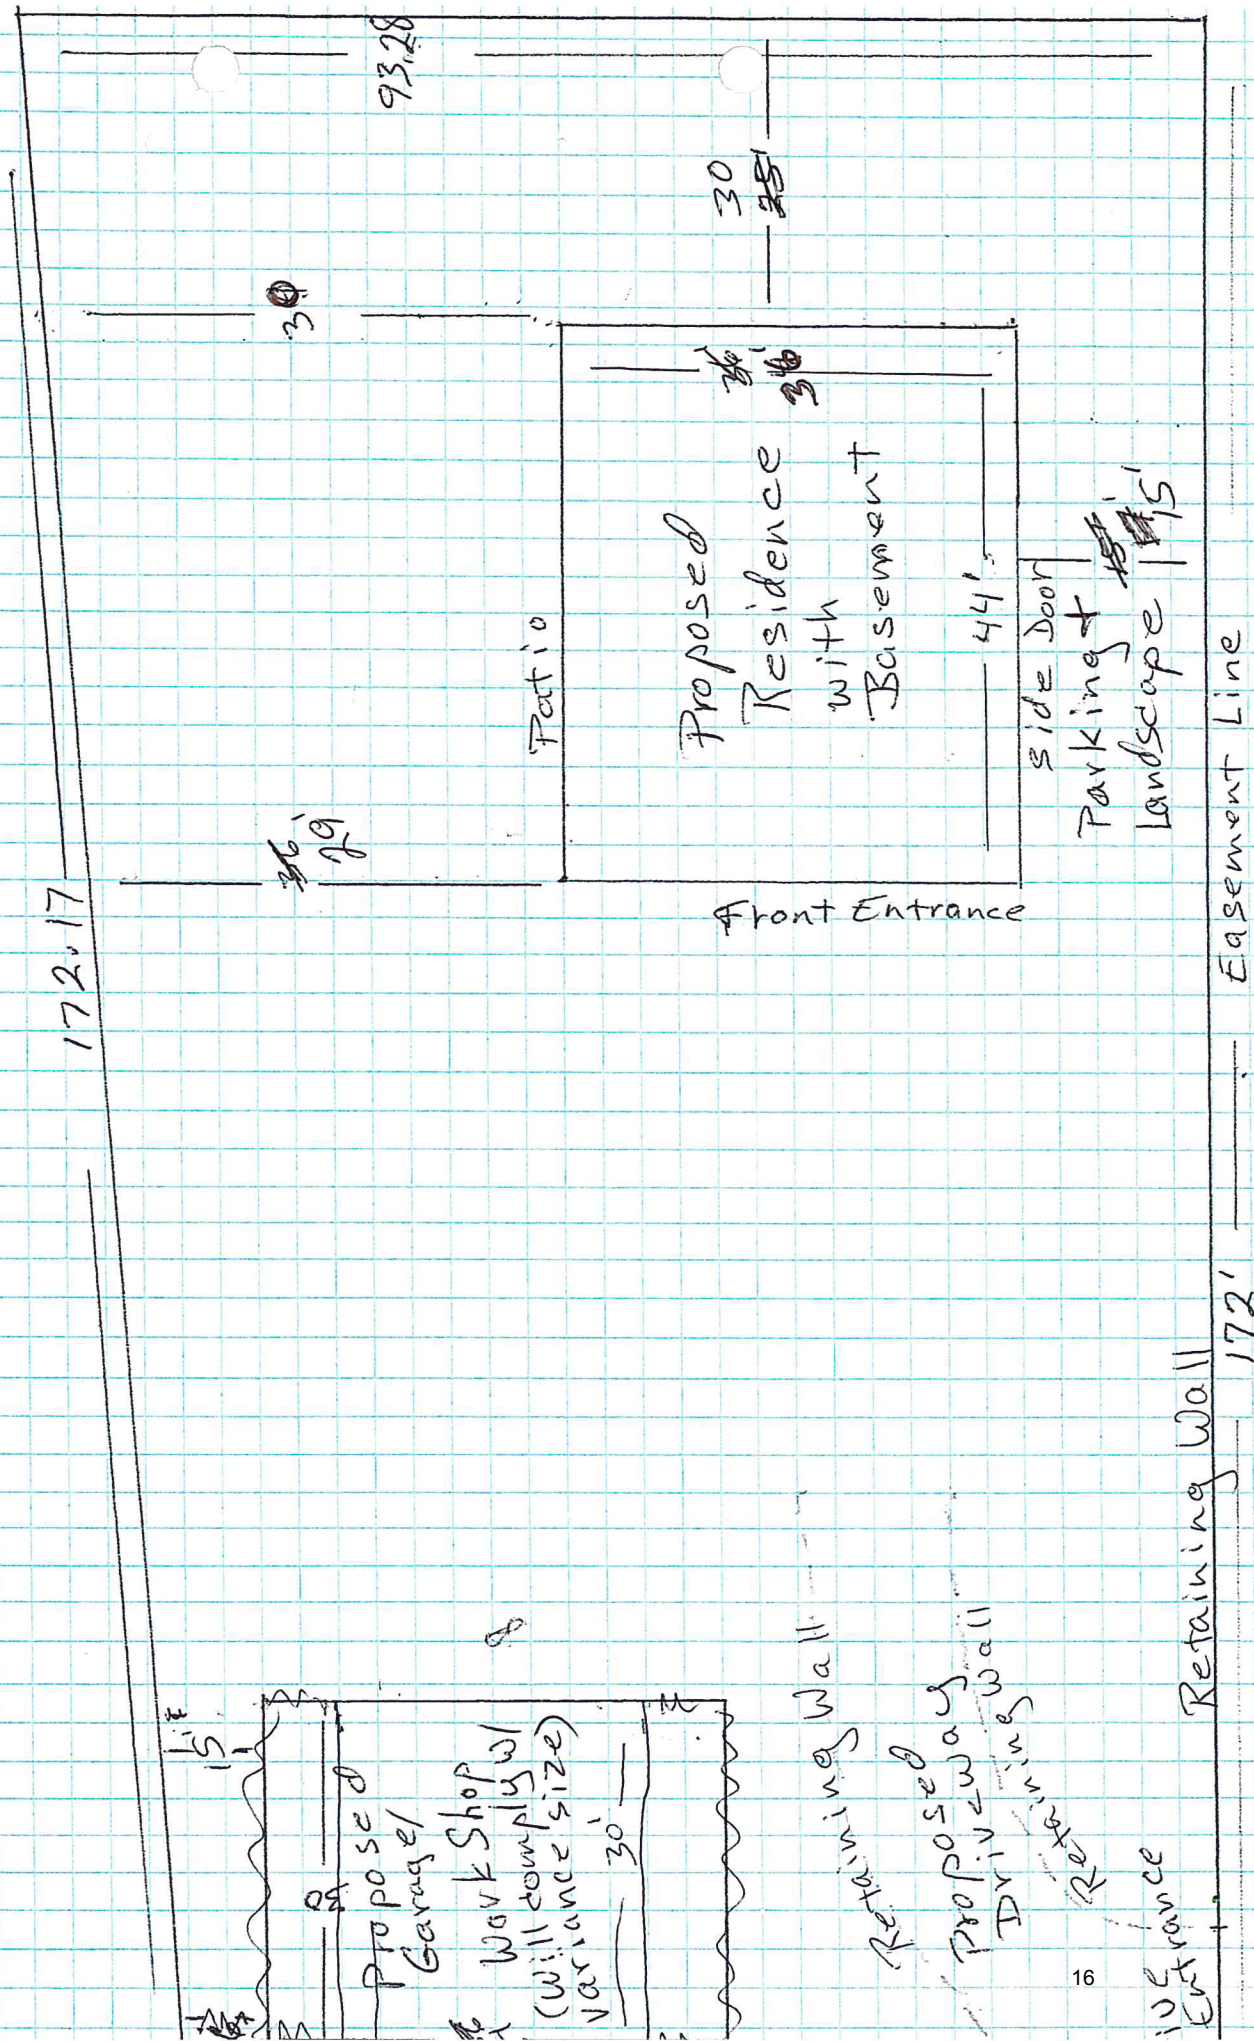 172.17
93.28
30
30
29
Patio
Proposed
Residence
with
Basement
36
44'
Front Entrance
Side Door
Parking +
Landscape 15'
Easement Line
172'
Retaining Wall
15'
Proposed
Garage/
Work Shop
(Will comply w/
variance size)
30'
8
Retaining Wall
Proposed
Driveway
Retaining Wall
Entrance
16